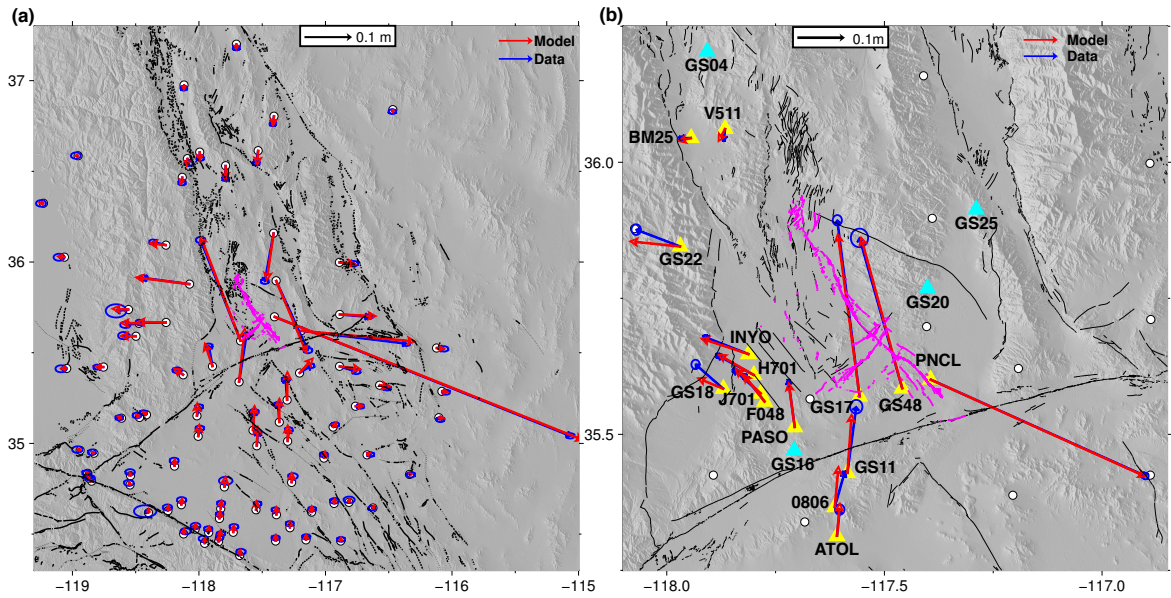 (a)
0.1 m
Model
Data
37
36
35
−119
−118
−117
−116
−115
(b)
0.1m
Model
Data
GS04
V511
BM25
36.0
GS25
GS22
GS20
INYO
H701
PNCL
GS18
J701
F048
GS17
GS48
35.5
PASO
GS16
GS11
0806
ATOL
−118.0
−117.5
−117.0